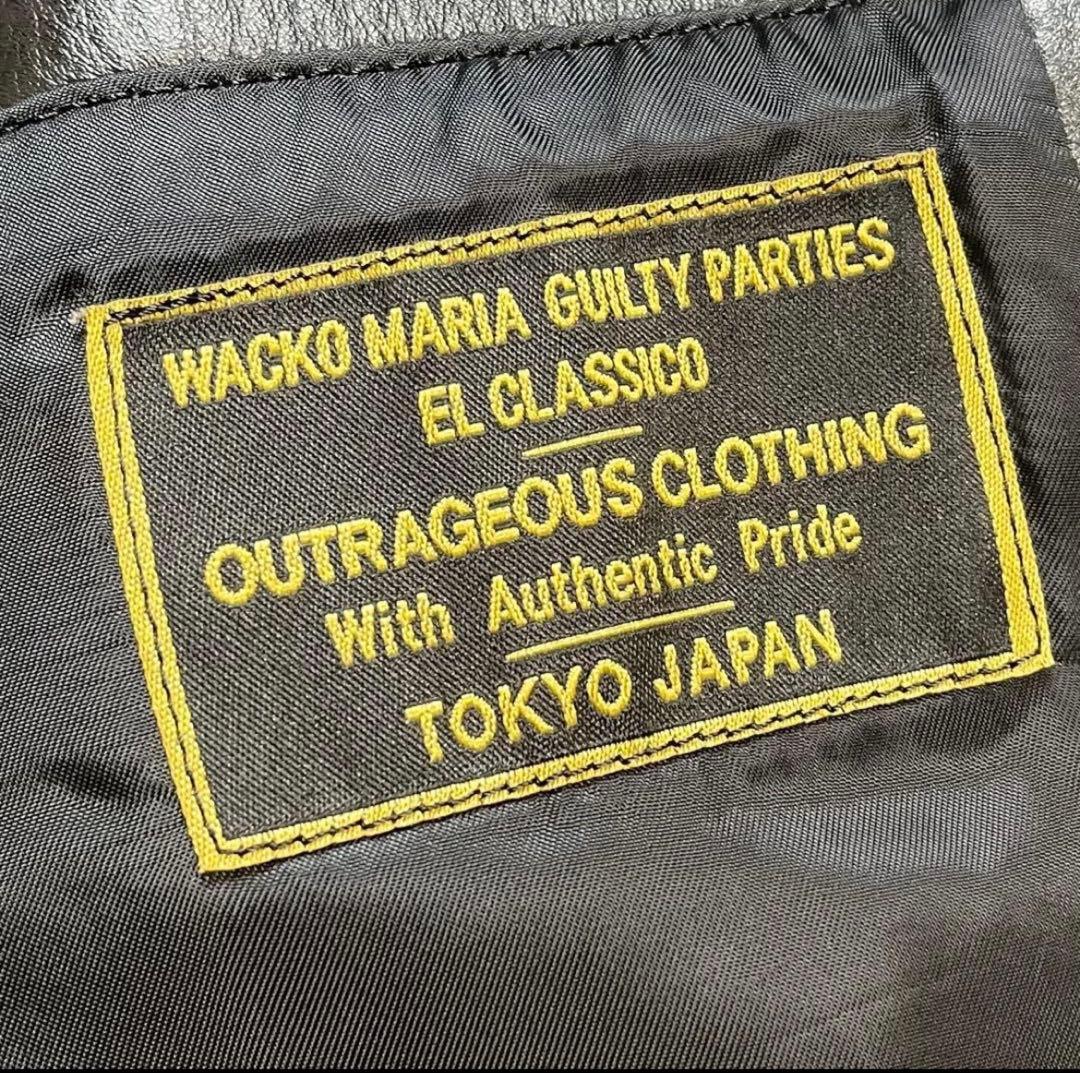 WACKO MARIA GUILTY PARTIES
EL CLASSICO
OUTRAGEOUS CLOTHING
With Authentic Pride
TOKYO JAPAN